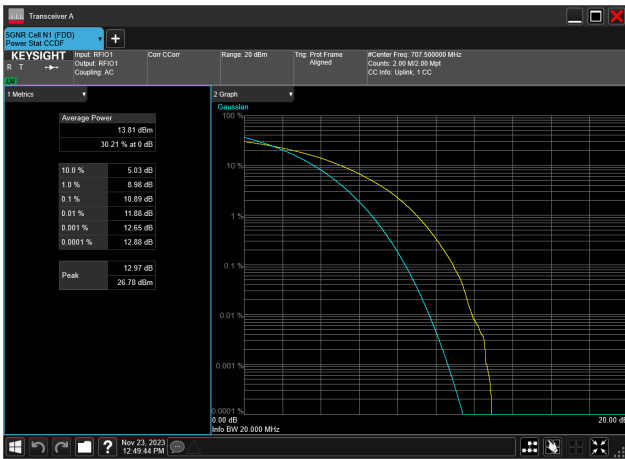 Transceiver A
5GNR Cell N1 (FDD)
Power Stat CCDF
KEYSIGHT
R T
Input: RFIO1
Output: RFIO1
Coupling: AC
Corr CCorr
Range: 20 dBm
Trig: Prot Frame
Aligned
#Center Freq: 707.500000 MHz
Counts: 2.00 M/2.00 Mpt
CC Info: Uplink, 1 CC
1 Metrics
2 Graph
Average Power
13.81 dBm
30.21 % at 0 dB
10.0 % 5.03 dB
1.0 % 8.98 dB
0.1 % 10.89 dB
0.01 % 11.88 dB
0.001 % 12.65 dB
0.0001 % 12.88 dB
Peak
12.97 dB
26.78 dBm
Gaussian
100 %
10 %
1 %
0.1 %
0.01 %
0.001 %
0.0001 %
0.00 dB
20.00 dB
Info BW 20.000 MHz
Nov 23, 2023
12:49:44 PM